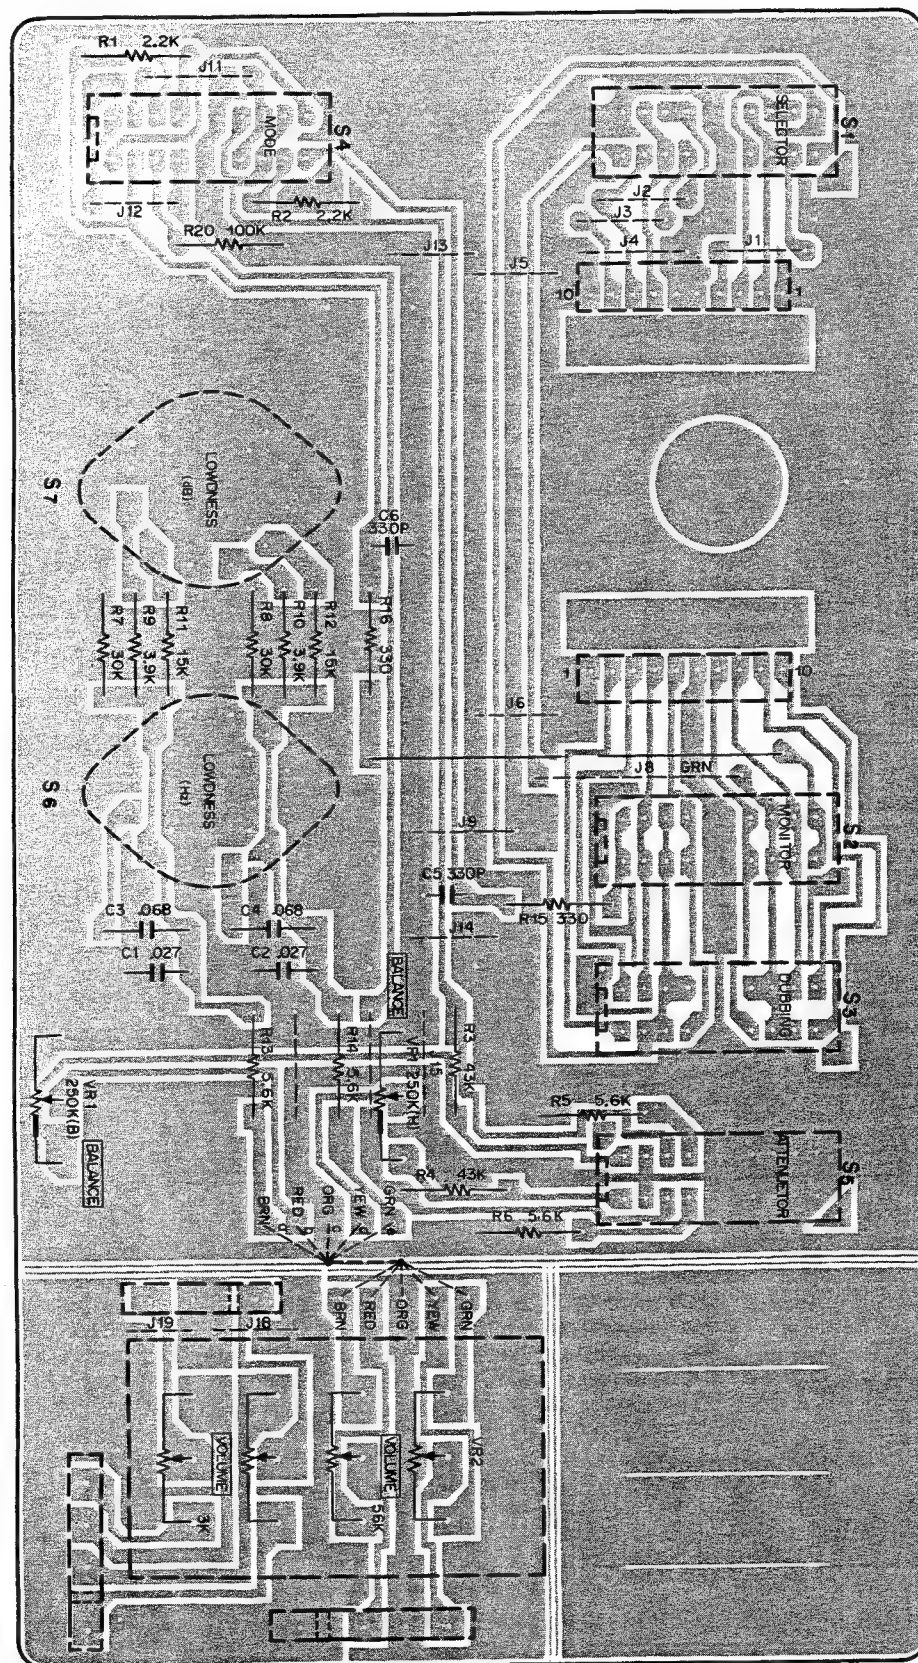 R1 2.2K
J11
MODE
S4
J12
R2 2.2K
R20 100K
J13
J5
SELECTOR
S1
J2
J3
J4
J1
10
1
LOWDNESS
(dB)
S7
C6
330P
R7 30K
R9 3.9K
R11 15K
R8 30K
R10 3.9K
R12 15K
R16 330
1
10
J6
J8 GRN
LOWDNESS
(Hz)
S6
J9
MONITOR
S2
C5 330P
R15 330
J14
C3 .068
C4 .068
C1 .027
C2 .027
BALANCE
DUBBING
S3
R13 5.6K
R14 5.6K
250K(H)
J15
R3 43K
VR1
250K(B)
BALANCE
R5 5.6K
ATTENUETOR
S5
R4 43K
R6 5.6K
BRN a
RED b
ORG c
YEW d
GRN e
BRN
RED
ORG
YEW
GRN
J19
J18
VOLUME
3K
VOLUME
VR2